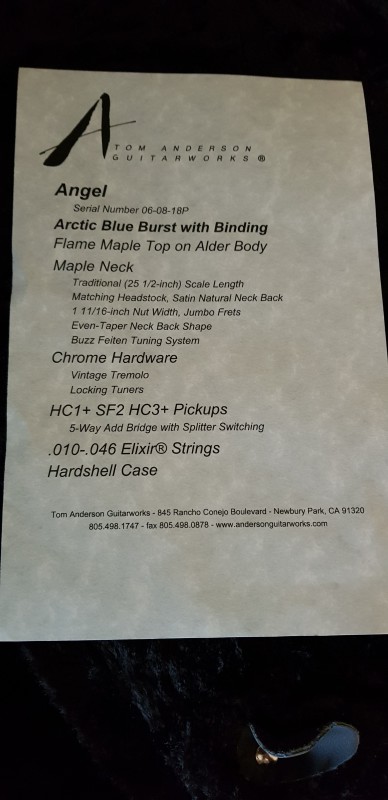 A
TOM ANDERSON
GUITARWORKS ®
Angel
Serial Number 06-08-18P
Arctic Blue Burst with Binding
Flame Maple Top on Alder Body
Maple Neck
Traditional (25 1/2-inch) Scale Length
Matching Headstock, Satin Natural Neck Back
1 11/16-inch Nut Width, Jumbo Frets
Even-Taper Neck Back Shape
Buzz Feiten Tuning System
Chrome Hardware
Vintage Tremolo
Locking Tuners
HC1+ SF2 HC3+ Pickups
5-Way Add Bridge with Splitter Switching
.010-.046 Elixir® Strings
Hardshell Case
Tom Anderson Guitarworks - 845 Rancho Conejo Boulevard - Newbury Park, CA 91320
805.498.1747 - fax 805.498.0878 - www.andersonguitarworks.com